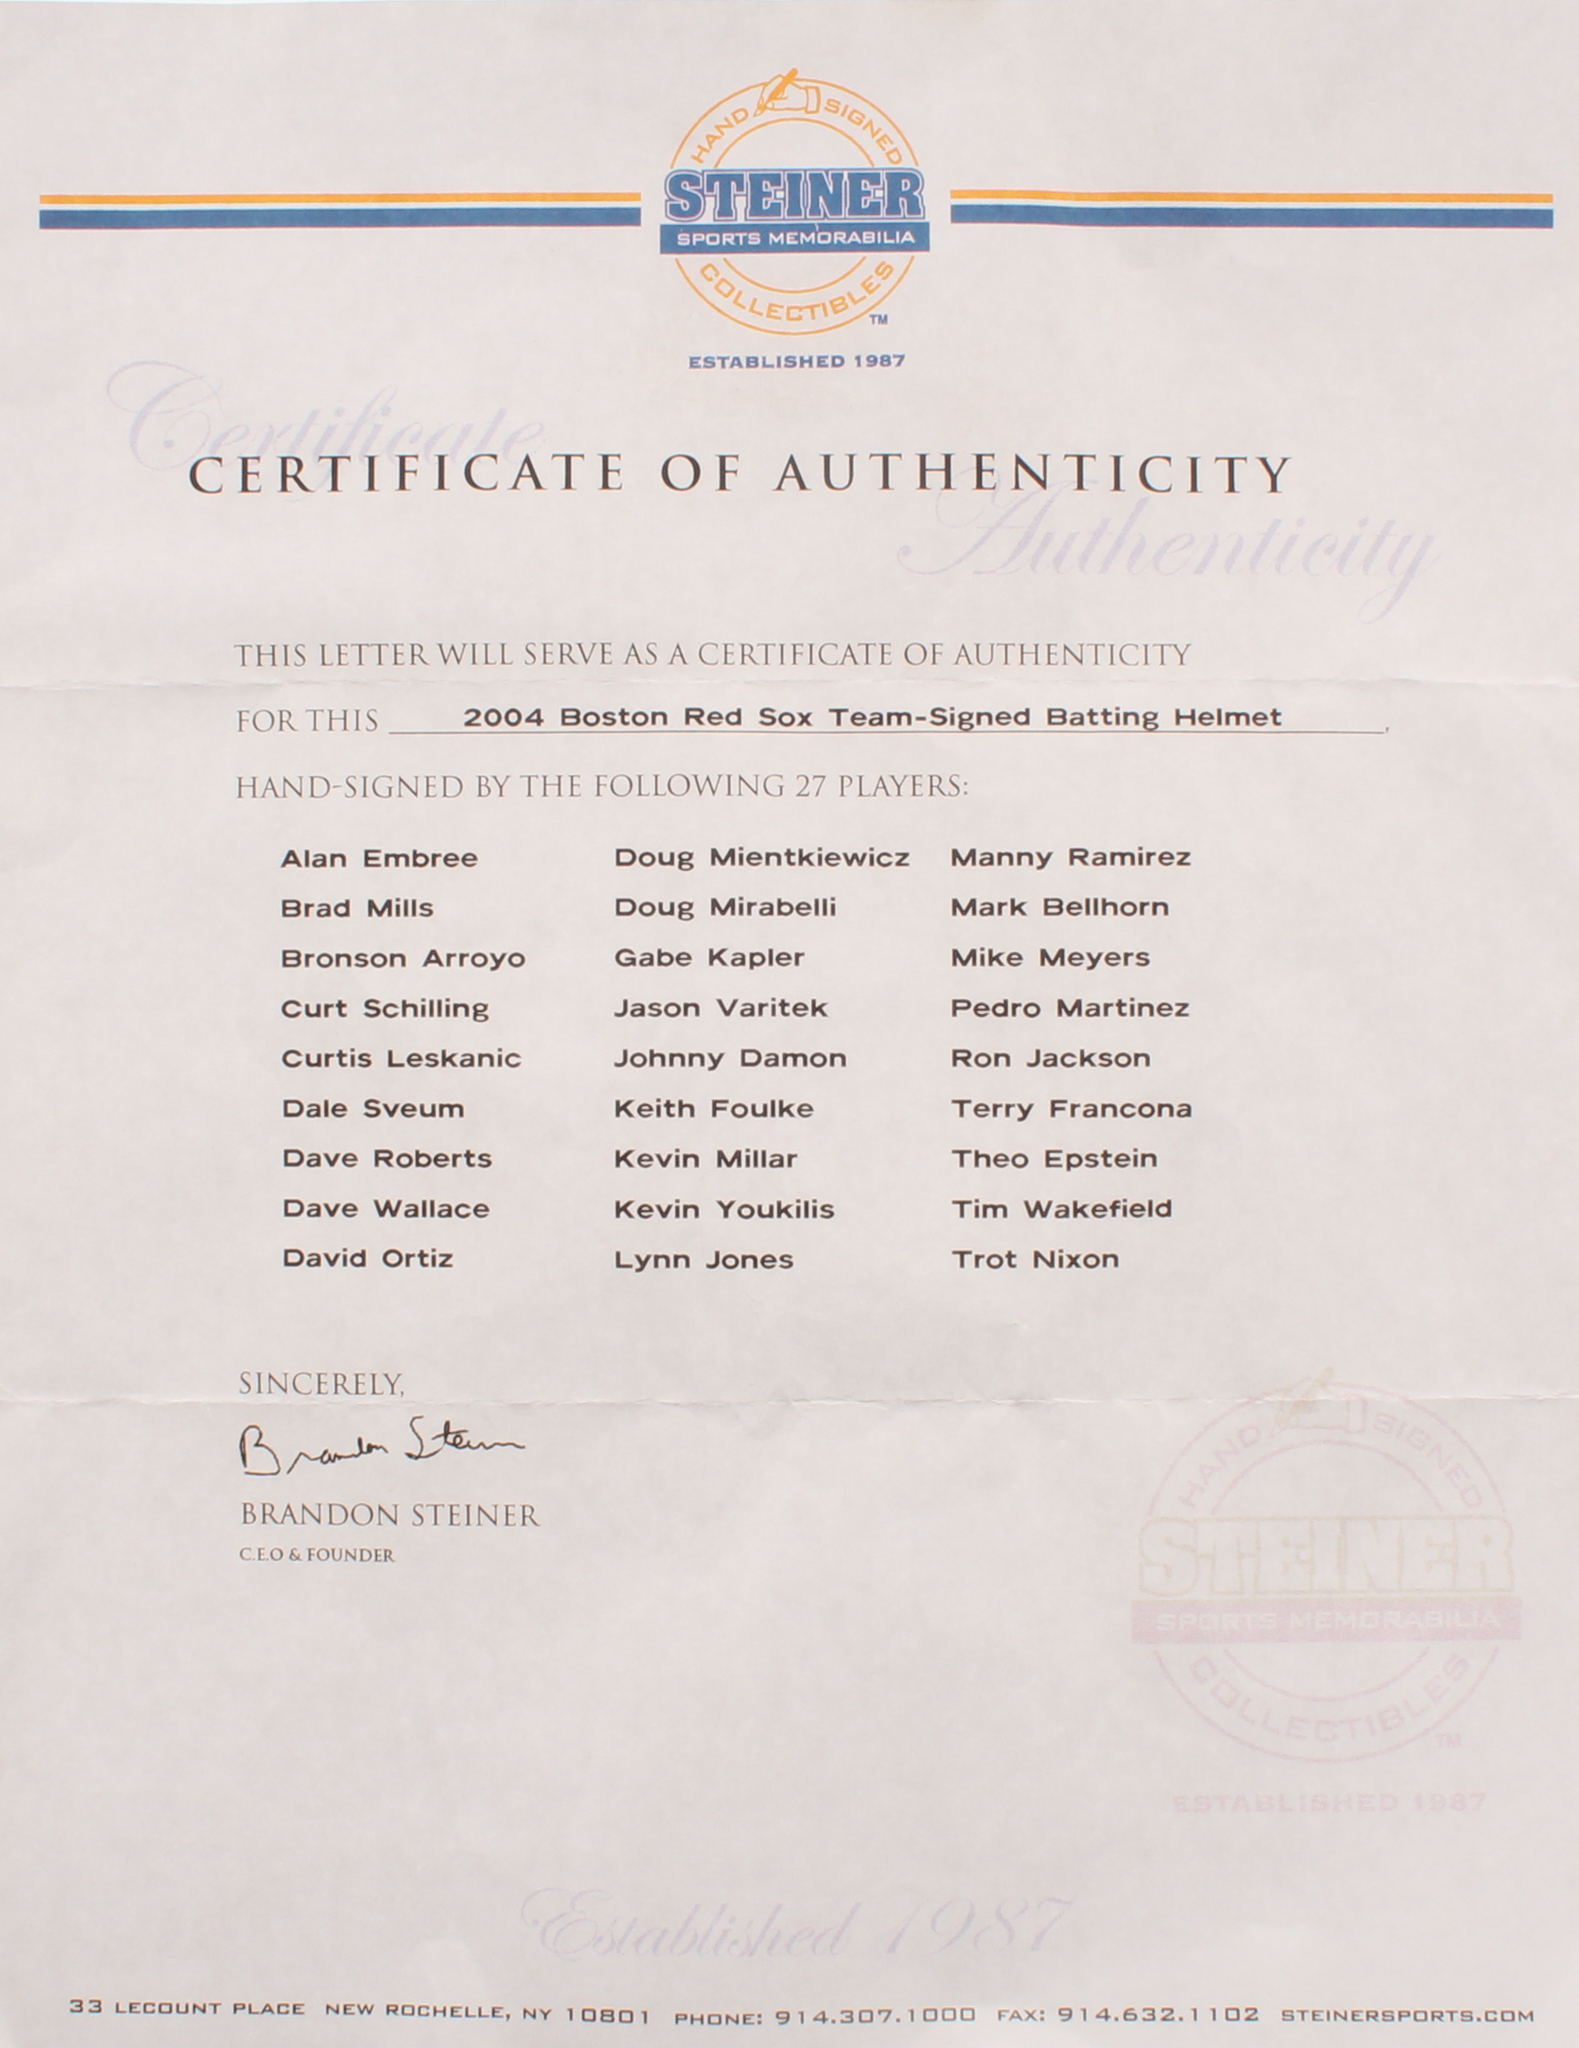 HAND SIGNED
STEINER
SPORTS MEMORABILIA
COLLECTIBLES
TM
ESTABLISHED 1987
Certificate
CERTIFICATE OF AUTHENTICITY
Authenticity
THIS LETTER WILL SERVE AS A CERTIFICATE OF AUTHENTICITY
FOR THIS 2004 Boston Red Sox Team-Signed Batting Helmet,
HAND-SIGNED BY THE FOLLOWING 27 PLAYERS:
Alan Embree Doug Mientkiewicz Manny Ramirez
Brad Mills Doug Mirabelli Mark Bellhorn
Bronson Arroyo Gabe Kapler Mike Meyers
Curt Schilling Jason Varitek Pedro Martinez
Curtis Leskanic Johnny Damon Ron Jackson
Dale Sveum Keith Foulke Terry Francona
Dave Roberts Kevin Millar Theo Epstein
Dave Wallace Kevin Youkilis Tim Wakefield
David Ortiz Lynn Jones Trot Nixon
SINCERELY,
Brandon Steiner
BRANDON STEINER
C.E.O & FOUNDER
HAND SIGNED
STEINER
SPORTS MEMORABILIA
COLLECTIBLES
TM
ESTABLISHED 1987
Established 1987
33 LECOUNT PLACE NEW ROCHELLE, NY 10801 PHONE: 914.307.1000 FAX: 914.632.1102 STEINERSPORTS.COM